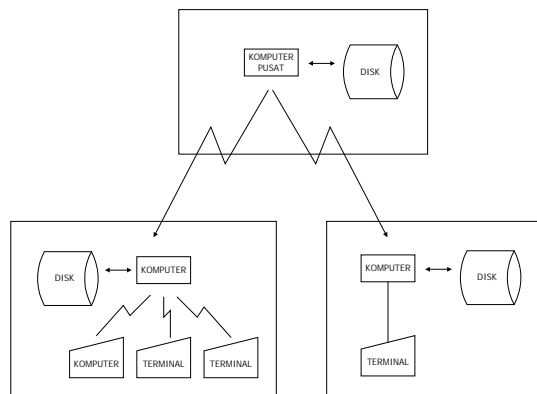 KOMPUTER
PUSAT
DISK
DISK
KOMPUTER
KOMPUTER
TERMINAL
TERMINAL
KOMPUTER
DISK
TERMINAL